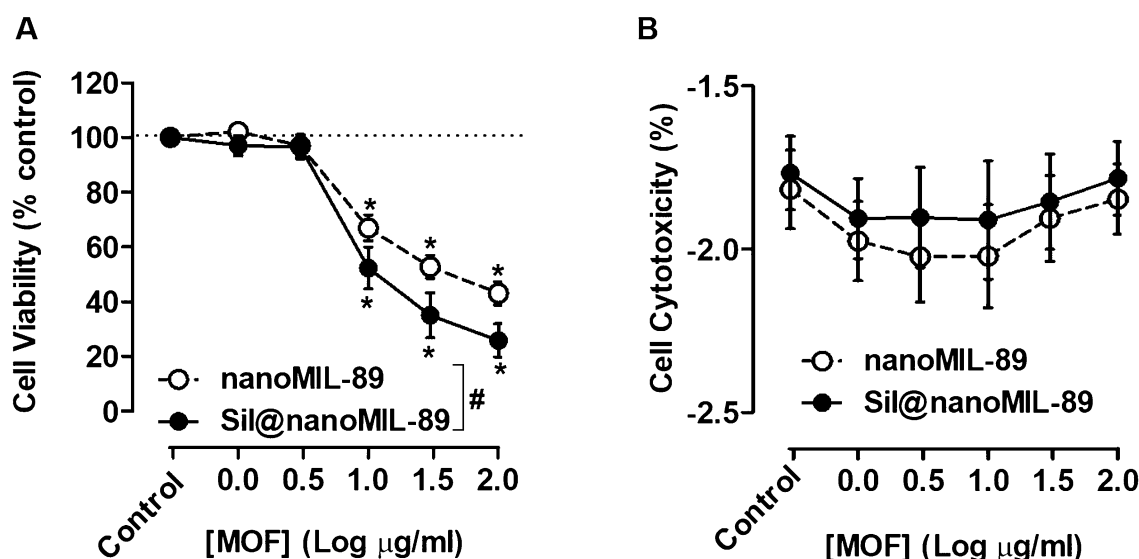 A
Cell Viability (% control)
120
100
80
60
40
20
0
*
*
*
*
*
*
nanoMIL-89
Sil@nanoMIL-89
#
Control
0.0
0.5
1.0
1.5
2.0
[MOF] (Log μg/ml)
B
Cell Cytotoxicity (%)
-1.5
-2.0
-2.5
nanoMIL-89
Sil@nanoMIL-89
Control
0.0
0.5
1.0
1.5
2.0
[MOF] (Log μg/ml)